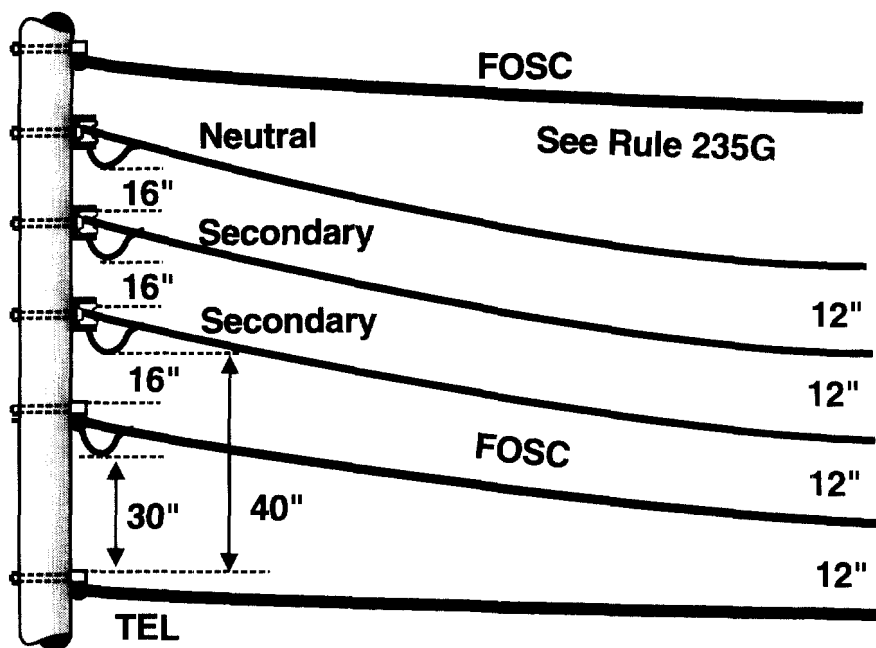 FOSC
Neutral
See Rule 235G
16"
Secondary
16"
12"
Secondary
16"
12"
FOSC
12"
30"
40"
12"
TEL